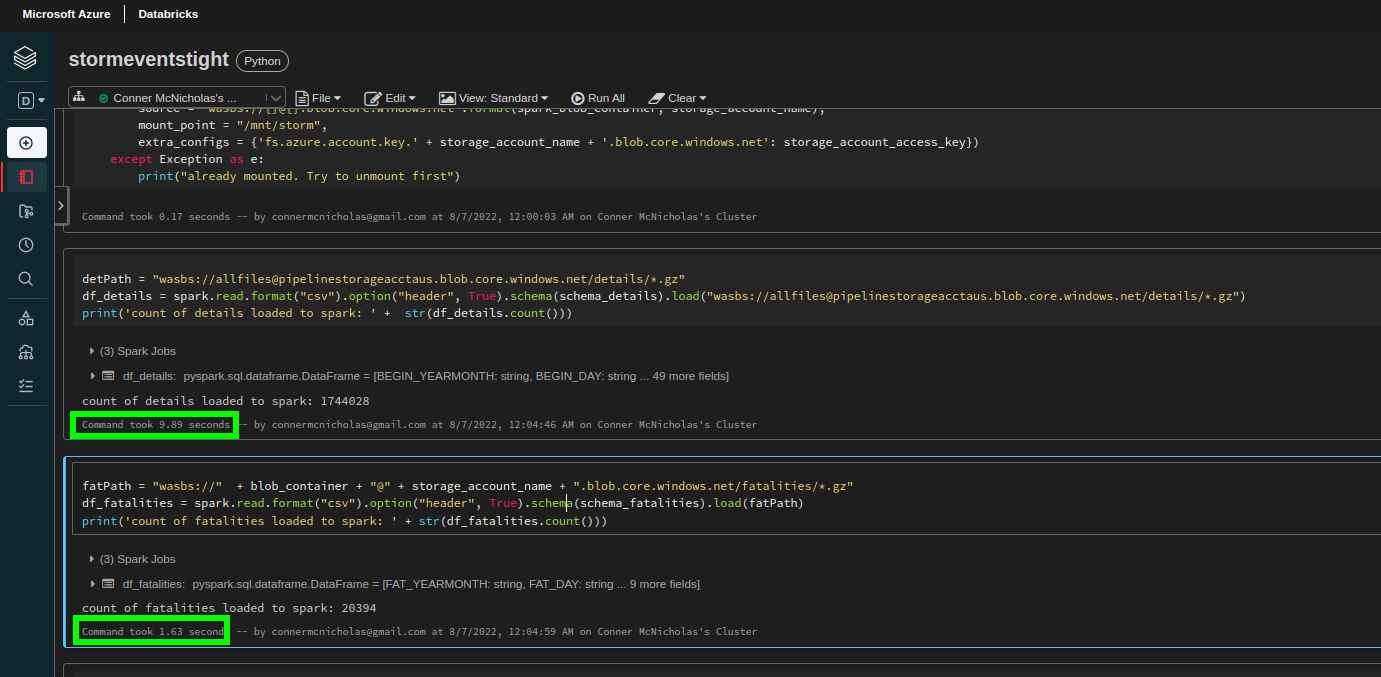 Microsoft Azure Databricks
stormeventstight Python
D
Conner McNicholas's ... File Edit View: Standard Run All Clear
source = "wasbs://{}@{}.blob.core.windows.net".format(spark_blob_container, storage_account_name),
mount_point = "/mnt/storm",
extra_configs = {'fs.azure.account.key.' + storage_account_name + '.blob.core.windows.net': storage_account_access_key})
except Exception as e:
print("already mounted. Try to unmount first")
Command took 0.17 seconds -- by connermcnicholas@gmail.com at 8/7/2022, 12:00:03 AM on Conner McNicholas's Cluster
detPath = "wasbs://allfiles@pipelinestorageacctaus.blob.core.windows.net/details/*.gz"
df_details = spark.read.format("csv").option("header", True).schema(schema_details).load("wasbs://allfiles@pipelinestorageacctaus.blob.core.windows.net/details/*.gz")
print('count of details loaded to spark: ' + str(df_details.count()))
(3) Spark Jobs
df_details: pyspark.sql.dataframe.DataFrame = [BEGIN_YEARMONTH: string, BEGIN_DAY: string ... 49 more fields]
count of details loaded to spark: 1744028
Command took 9.89 seconds -- by connermcnicholas@gmail.com at 8/7/2022, 12:04:46 AM on Conner McNicholas's Cluster
fatPath = "wasbs://" + blob_container + "@" + storage_account_name + ".blob.core.windows.net/fatalities/*.gz"
df_fatalities = spark.read.format("csv").option("header", True).schema(schema_fatalities).load(fatPath)
print('count of fatalities loaded to spark: ' + str(df_fatalities.count()))
(3) Spark Jobs
df_fatalities: pyspark.sql.dataframe.DataFrame = [FAT_YEARMONTH: string, FAT_DAY: string ... 9 more fields]
count of fatalities loaded to spark: 20394
Command took 1.63 second -- by connermcnicholas@gmail.com at 8/7/2022, 12:04:59 AM on Conner McNicholas's Cluster